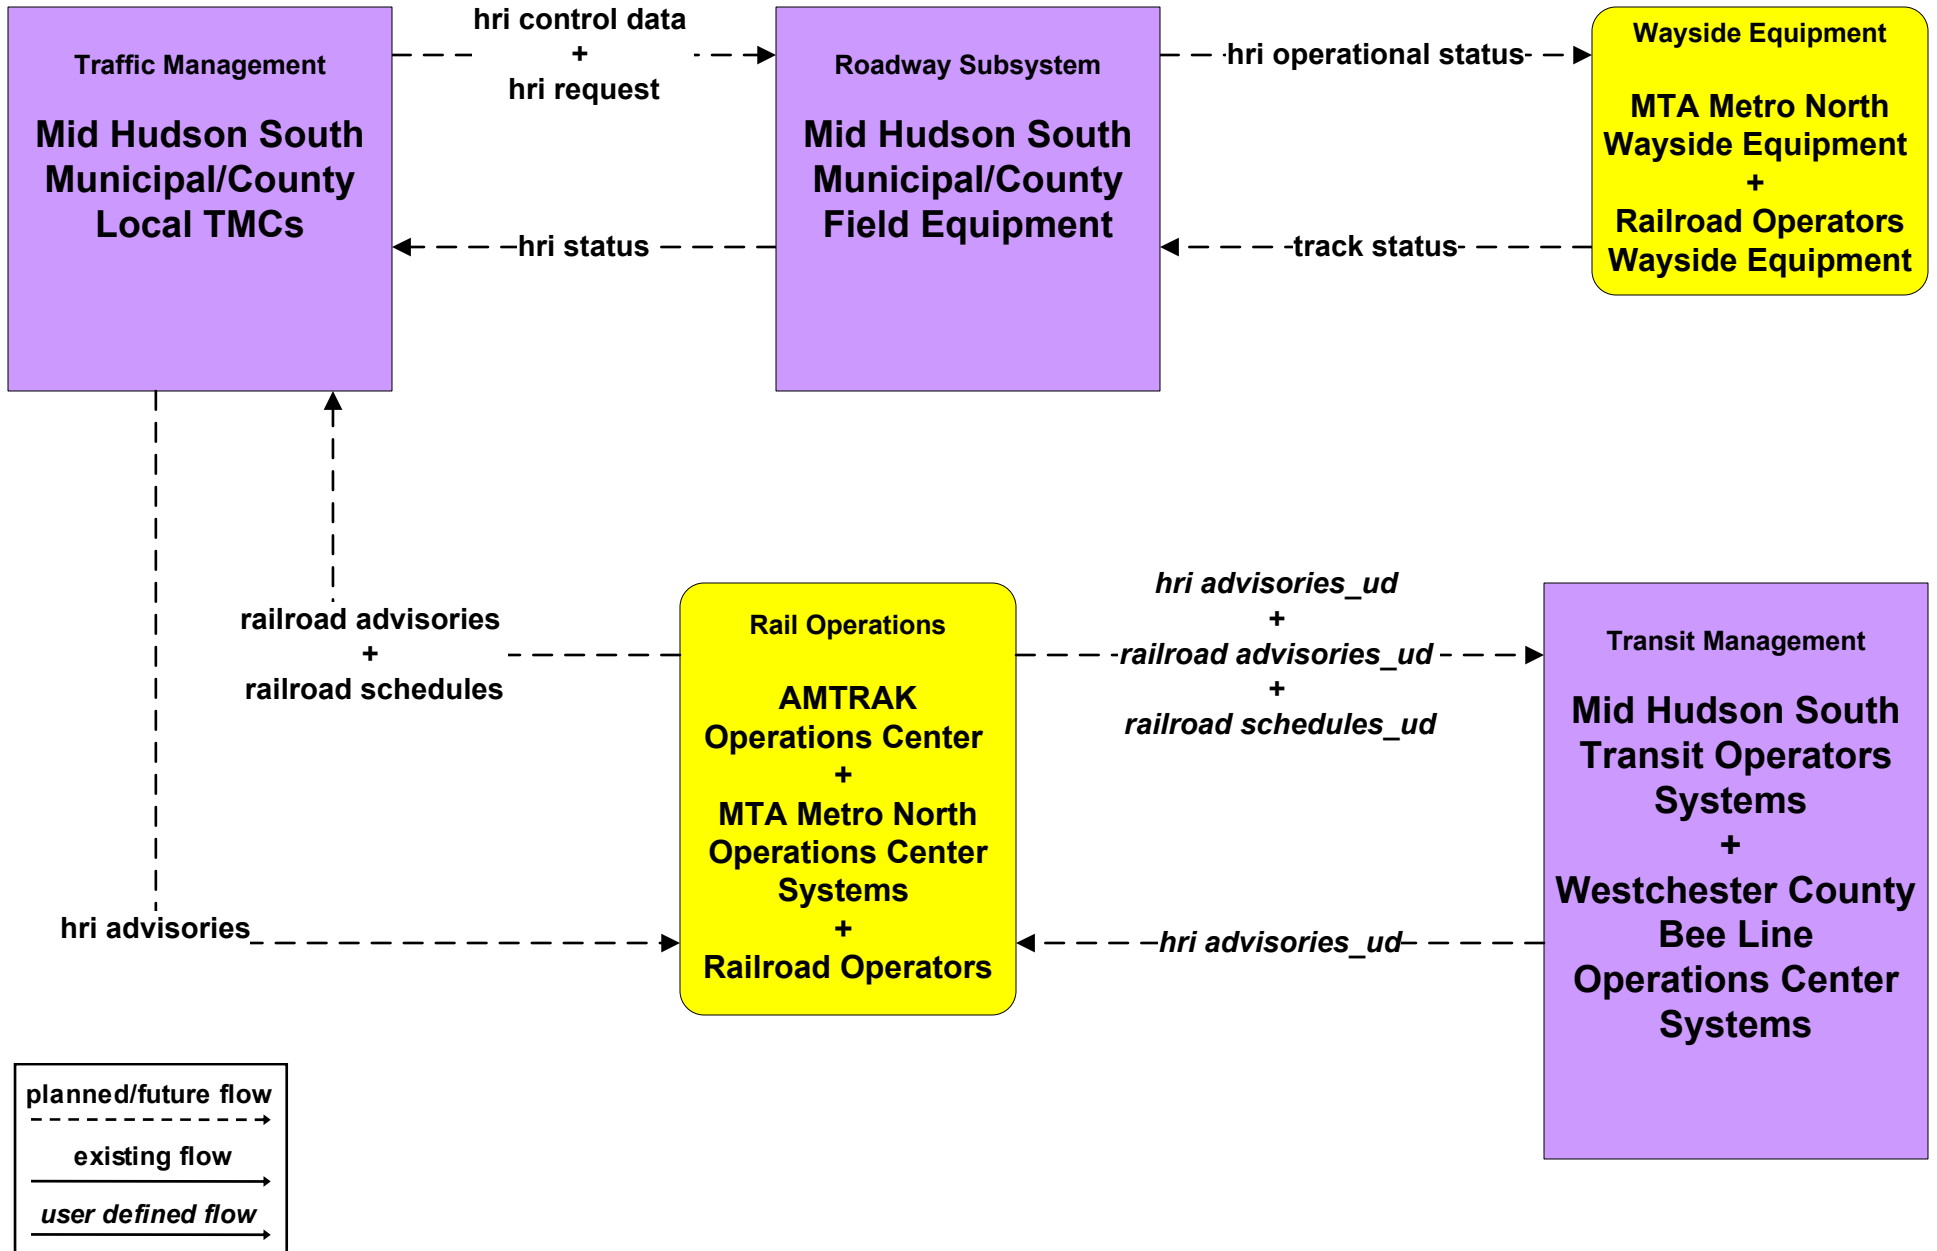 Traffic Management
Mid Hudson South
Municipal/County
Local TMCs
hri control data
+
hri request
hri status
Roadway Subsystem
Mid Hudson South
Municipal/County
Field Equipment
hri operational status
track status
Wayside Equipment
MTA Metro North
Wayside Equipment
+
Railroad Operators
Wayside Equipment
railroad advisories
+
railroad schedules
hri advisories
Rail Operations
AMTRAK
Operations Center
+
MTA Metro North
Operations Center
Systems
+
Railroad Operators
hri advisories_ud
+
railroad advisories_ud
+
railroad schedules_ud
hri advisories_ud
Transit Management
Mid Hudson South
Transit Operators
Systems
+
Westchester County
Bee Line
Operations Center
Systems
planned/future flow
existing flow
user defined flow